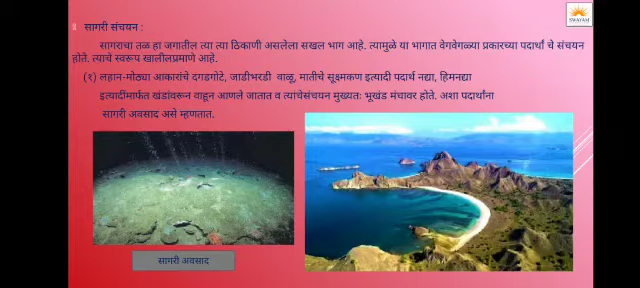 सागरी संचयन :
सागराचा तळ हा जगातील त्या त्या ठिकाणी असलेला सखल भाग आहे. त्यामुळे या भागात वेगवेगळ्या प्रकारच्या पदार्थां चे संचयन
होते. त्याचे स्वरूप खालीलप्रमाणे आहे.
(१) लहान-मोठ्या आकारांचे दगडगोटे, जाडीभरडी वाळू, मातीचे सूक्ष्मकण इत्यादी पदार्थ नद्या, हिमनद्या
इत्यादींमार्फत खंडांवरून वाहून आणले जातात व त्यांचेसंचयन मुख्यतः भूखंड मंचावर होते. अशा पदार्थांना
सागरी अवसाद असे म्हणतात.
सागरी अवसाद
SWAYAM